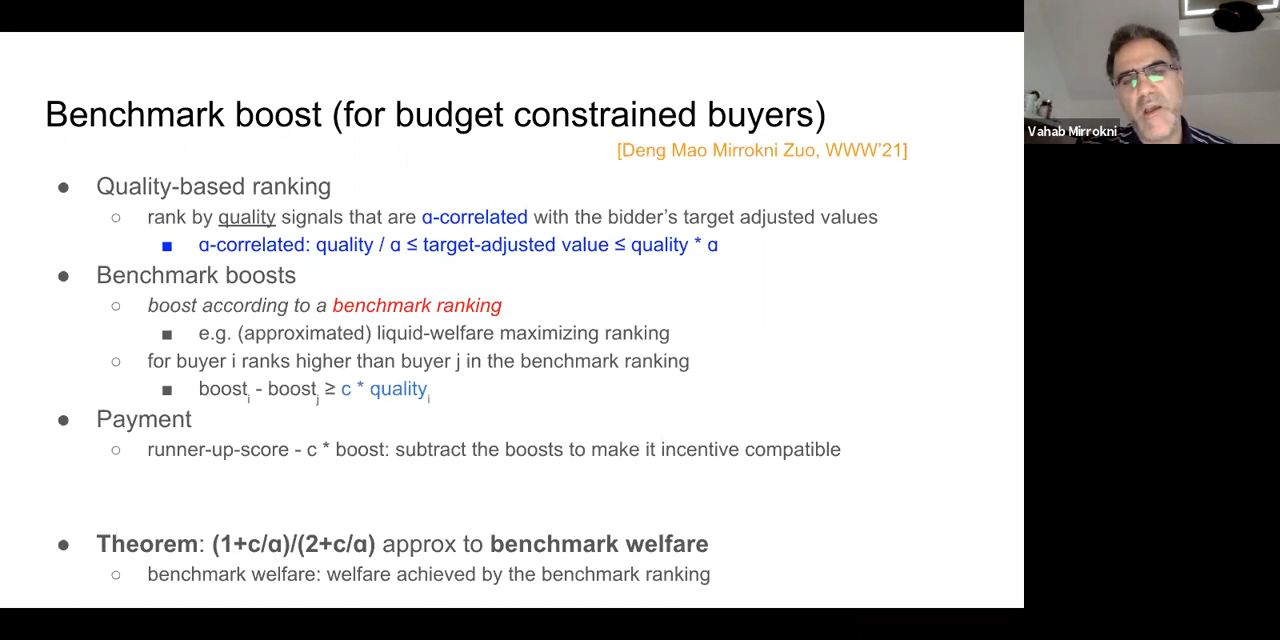 Benchmark boost (for budget constrained buyers)
[Deng Mao Mirrokni Zuo, WWW'21]
Vahab Mirrokni
● Quality-based ranking
○ rank by quality signals that are α-correlated with the bidder's target adjusted values
■ α-correlated: quality / α ≤ target-adjusted value ≤ quality * α
● Benchmark boosts
○ boost according to a benchmark ranking
■ e.g. (approximated) liquid-welfare maximizing ranking
○ for buyer i ranks higher than buyer j in the benchmark ranking
■ boost_i - boost_j ≥ c * quality_i
● Payment
○ runner-up-score - c * boost: subtract the boosts to make it incentive compatible
● Theorem: (1+c/α)/(2+c/α) approx to benchmark welfare
○ benchmark welfare: welfare achieved by the benchmark ranking